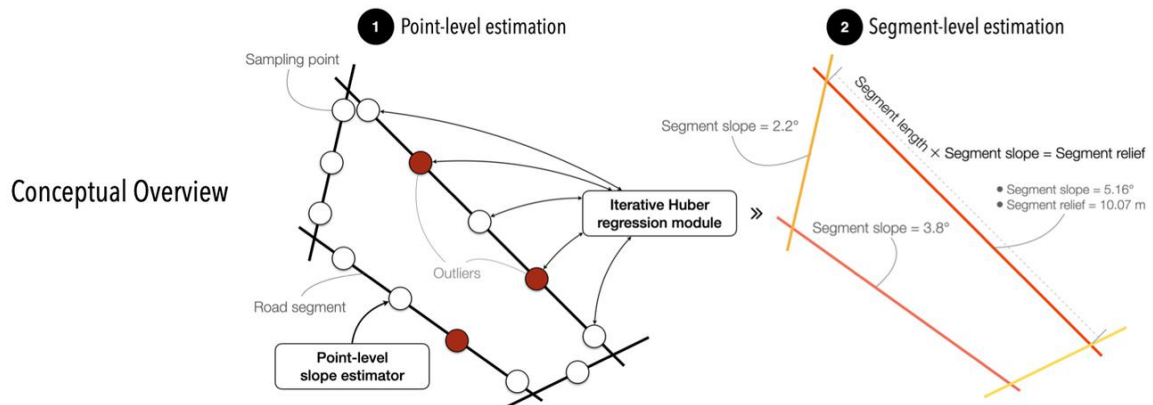 Conceptual Overview
1 Point-level estimation
Sampling point
Outliers
Road segment
Point-level
slope estimator
Iterative Huber
regression module
»
2 Segment-level estimation
Segment slope = 2.2°
Segment length × Segment slope = Segment relief
• Segment slope = 5.16°
• Segment relief = 10.07 m
Segment slope = 3.8°